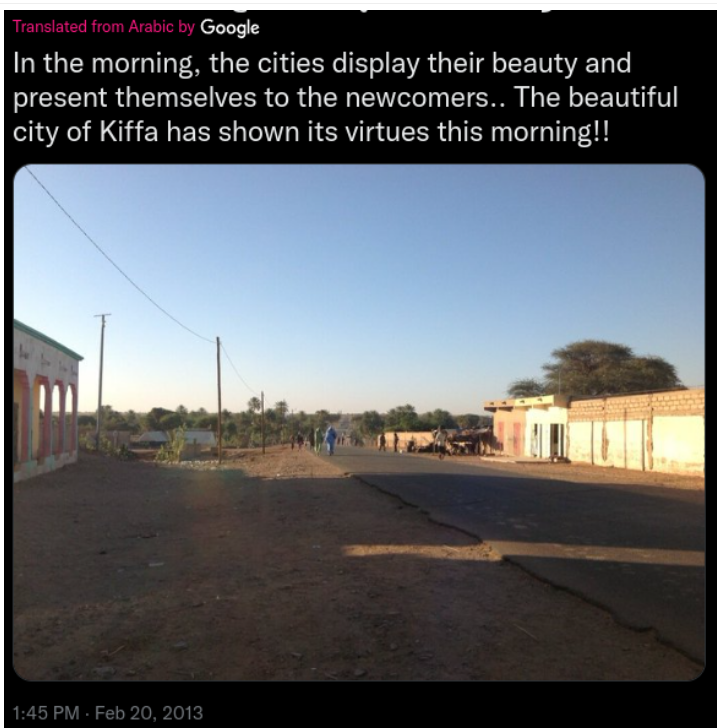 Translated from Arabic by Google
In the morning, the cities display their beauty and
present themselves to the newcomers.. The beautiful
city of Kiffa has shown its virtues this morning!!
1:45 PM · Feb 20, 2013